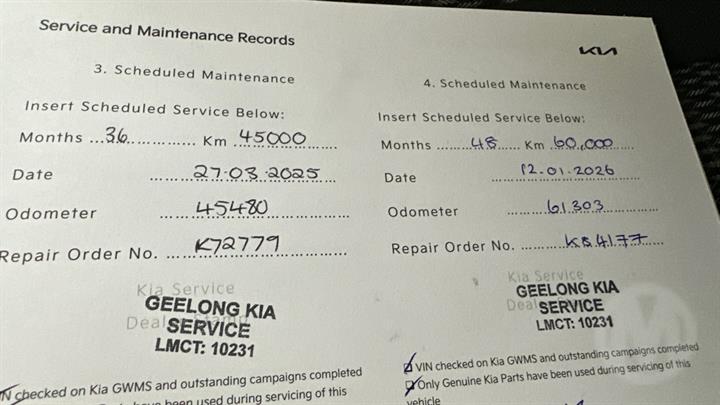 Service and Maintenance Records
KIA
3. Scheduled Maintenance
Insert Scheduled Service Below:
Months 36 Km 45000
Date 27.03.2025
Odometer 45480
Repair Order No. K72779
Kia Service
GEELONG KIA
SERVICE
LMCT: 10231
checked on Kia GWMS and outstanding campaigns completed
been used during servicing of this
4. Scheduled Maintenance
Insert Scheduled Service Below:
Months 48 Km 60,000
Date 12.01.2026
Odometer 61303
Repair Order No. K84177
Kia Service
GEELONG KIA
SERVICE
LMCT: 10231
VIN checked on Kia GWMS and outstanding campaigns completed
Only Genuine Kia Parts have been used during servicing of this
vehicle